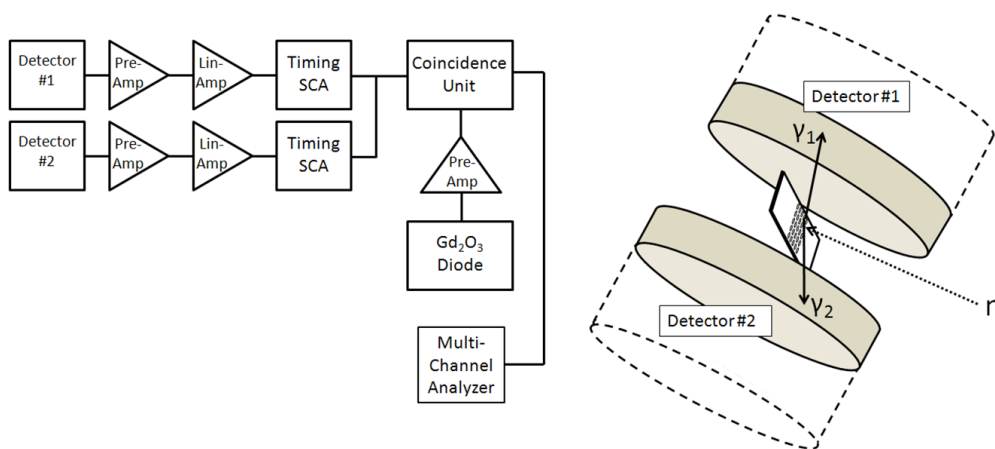 Detector
#1
Pre-
Amp
Lin-
Amp
Timing
SCA
Coincidence
Unit
Detector
#2
Pre-
Amp
Lin-
Amp
Timing
SCA
Pre-
Amp
Gd₂O₃
Diode
Multi-
Channel
Analyzer
Detector #1
γ₁
n
γ₂
Detector #2